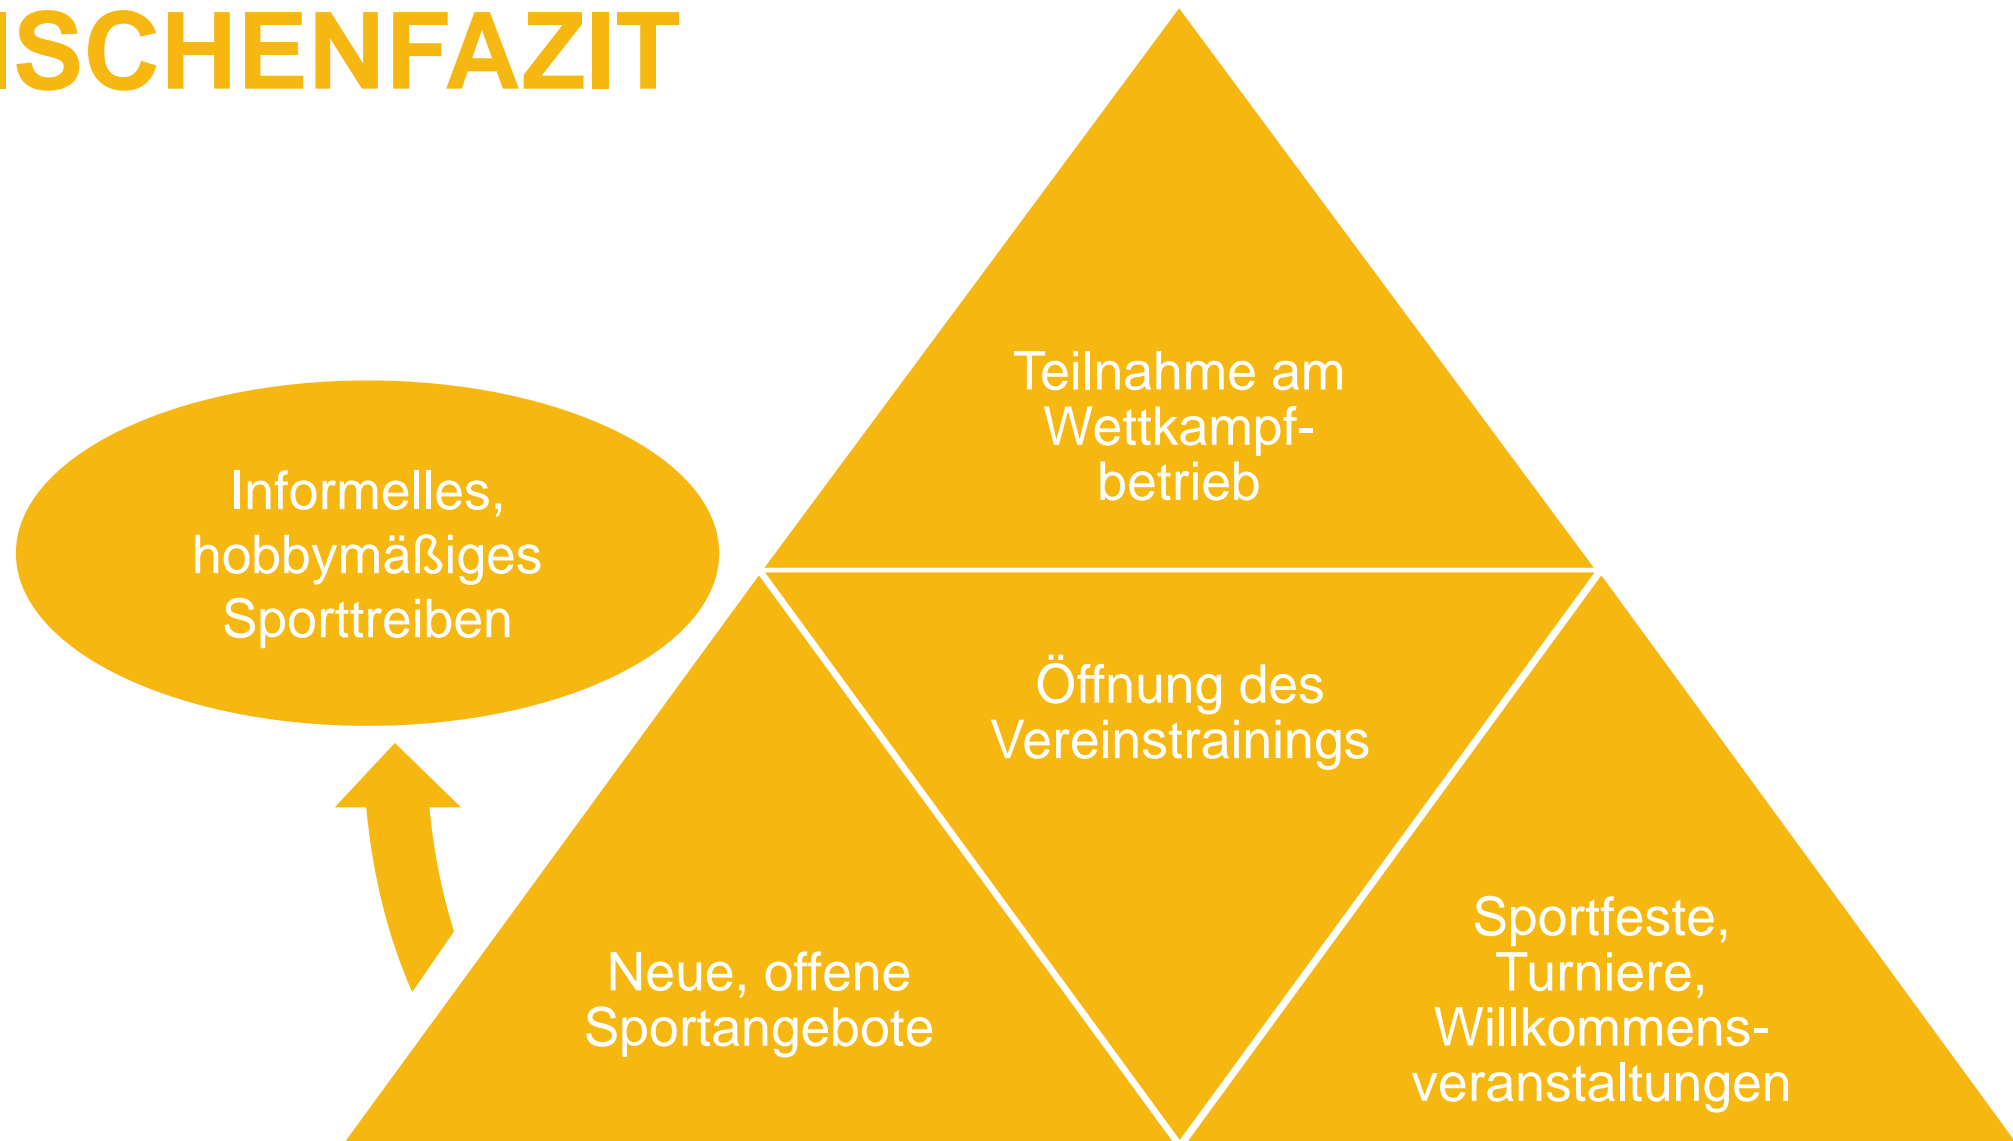 ISCHENFAZIT
Teilnahme am
Wettkampf-
betrieb
Informelles,
hobbymäßiges
Sporttreiben
Öffnung des
Vereinstrainings
Neue, offene
Sportangebote
Sportfeste,
Turniere,
Willkommens-
veranstaltungen